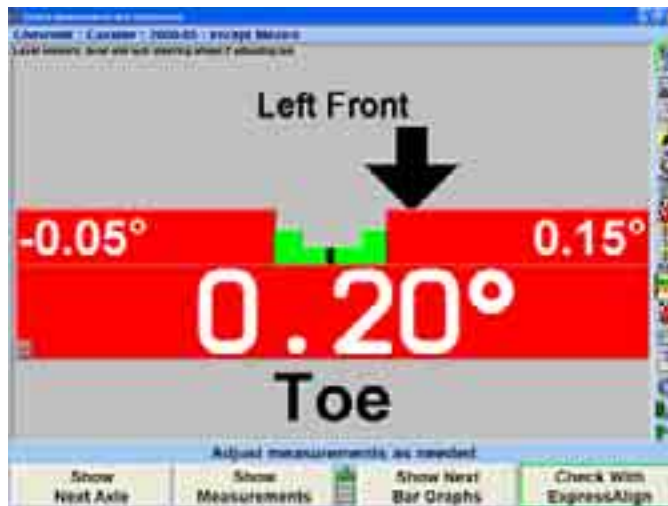 Chevrolet : Cavalier : 2000-05 : except Mexico
Left Front
-0.05°
0.15°
0.20°
Toe
Adjust measurements as needed
Show
Next Axle
Show
Measurements
Show Next
Bar Graphs
Check With
ExpressAlign